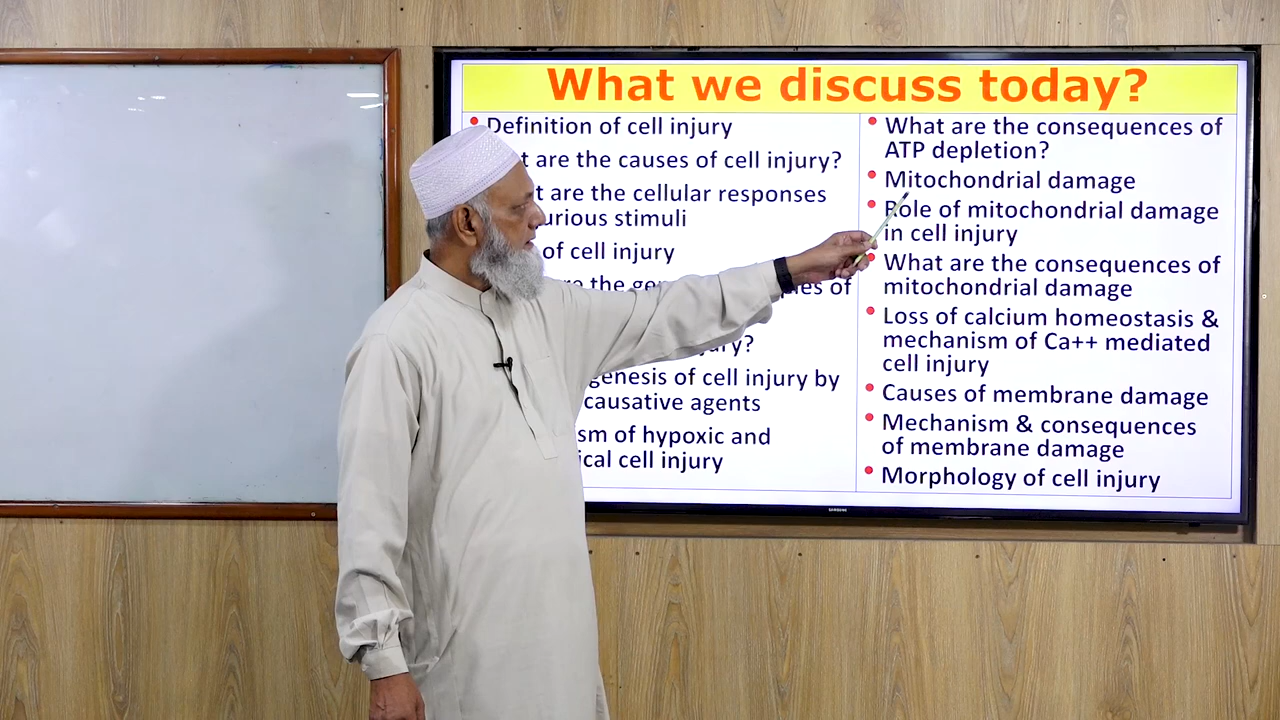 What we discuss today?
• Definition of cell injury
are the causes of cell injury?
are the cellular responses
stimuli
of cell injury
of
of cell injury by
causative agents
of hypoxic and
cell injury
• What are the consequences of
ATP depletion?
• Mitochondrial damage
• Role of mitochondrial damage
in cell injury
• What are the consequences of
mitochondrial damage
• Loss of calcium homeostasis &
mechanism of Ca++ mediated
cell injury
• Causes of membrane damage
• Mechanism & consequences
of membrane damage
• Morphology of cell injury
SAMSUNG